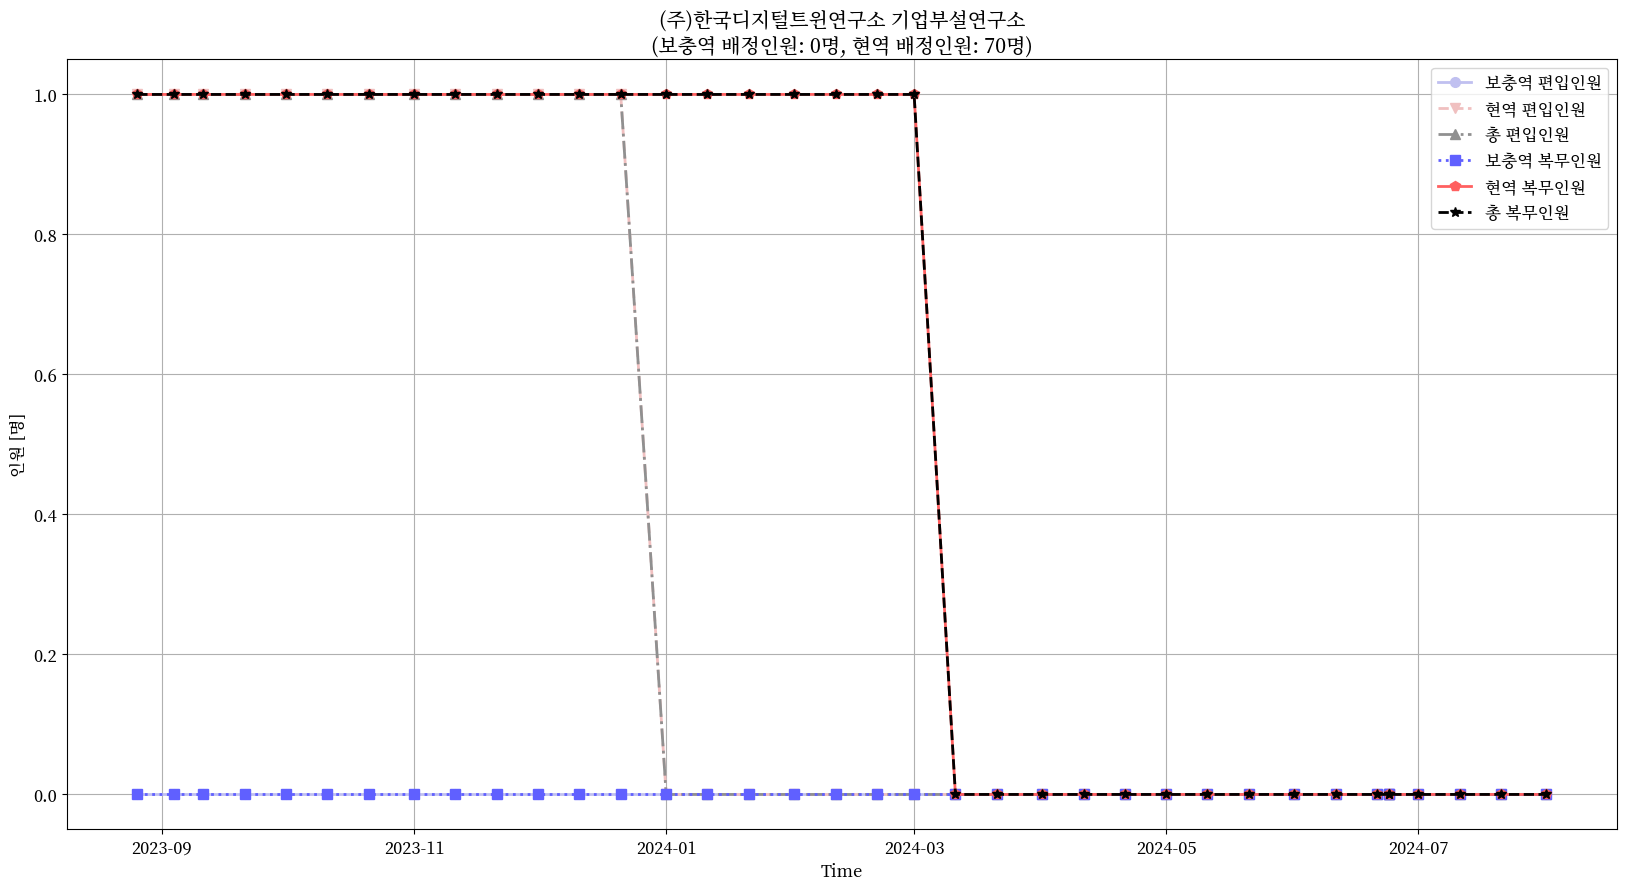 (주)한국디지털트윈연구소 기업부설연구소
(보충역 배정인원: 0명, 현역 배정인원: 70명)
보충역 편입인원
현역 편입인원
총 편입인원
보충역 복무인원
현역 복무인원
총 복무인원
인원 [명]
1.0
0.8
0.6
0.4
0.2
0.0
2023-09 2023-11 2024-01 2024-03 2024-05 2024-07
Time